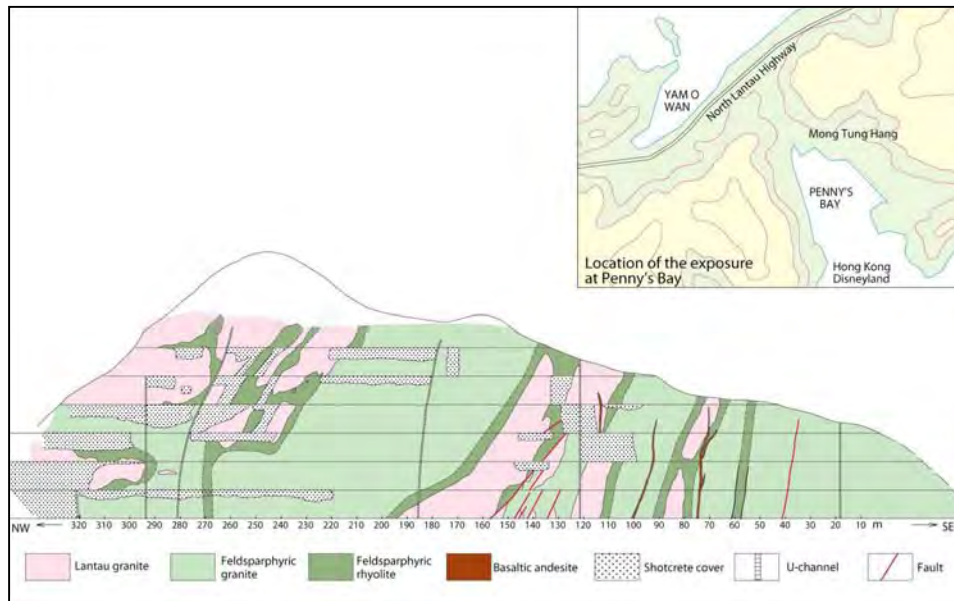 YAM O
WAN
North Lantau Highway
Mong Tung Hang
PENNY'S
BAY
Location of the exposure
at Penny's Bay
Hong Kong
Disneyland
NW 320 310 300 290 280 270 260 250 240 230 220 210 200 190 180 170 160 150 140 130 120 110 100 90 80 70 60 50 40 30 20 10 m SE
Lantau granite
Feldsparphyric
granite
Feldsparphyric
rhyolite
Basaltic andesite
Shotcrete cover
U-channel
Fault